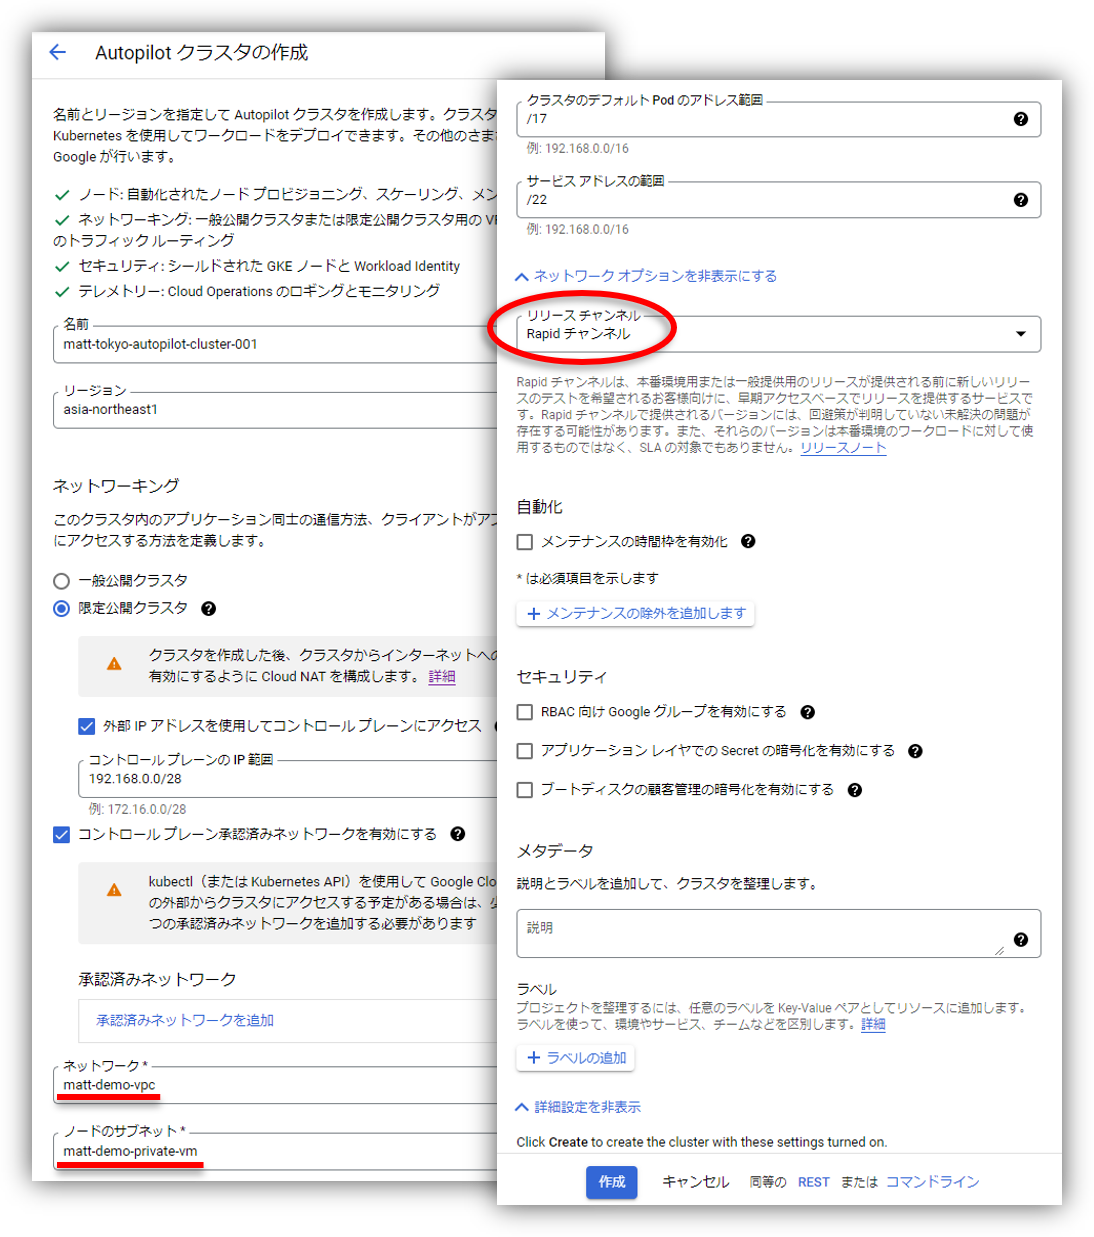 Autopilot クラスタの作成
名前とリージョンを指定して Autopilot クラスタを作成します。クラスタ
Kubernetes を使用してワークロードをデプロイできます。その他のさま
Google が行います。
ノード: 自動化されたノード プロビジョニング、スケーリング、メン
ネットワーキング: 一般公開クラスタまたは限定公開クラスタ用の VP
のトラフィック ルーティング
セキュリティ: シールドされた GKE ノードと Workload Identity
テレメトリー: Cloud Operations のロギングとモニタリング
名前
matt-tokyo-autopilot-cluster-001
リージョン
asia-northeast1
ネットワーキング
このクラスタ内のアプリケーション同士の通信方法、クライアントがアプ
にアクセスする方法を定義します。
一般公開クラスタ
限定公開クラスタ
クラスタを作成した後、クラスタからインターネットへの
有効にするように Cloud NAT を構成します。 詳細
外部 IP アドレスを使用してコントロール プレーンにアクセス
コントロール プレーンの IP 範囲
192.168.0.0/28
例: 172.16.0.0/28
コントロール プレーン承認済みネットワークを有効にする
kubectl（または Kubernetes API）を使用して Google Clo
の外部からクラスタにアクセスする予定がある場合は、少
つの承認済みネットワークを追加する必要があります
承認済みネットワーク
承認済みネットワークを追加
ネットワーク *
matt-demo-vpc
ノードのサブネット *
matt-demo-private-vm
クラスタのデフォルト Pod のアドレス範囲
/17
例: 192.168.0.0/16
サービス アドレスの範囲
/22
例: 192.168.0.0/16
ネットワーク オプションを非表示にする
リリース チャンネル
Rapid チャンネル
Rapid チャンネルは、本番環境用または一般提供用のリリースが提供される前に新しいリリー
スのテストを希望されるお客様向けに、早期アクセスベースでリリースを提供するサービスで
す。Rapid チャンネルで提供されるバージョンには、回避策が判明していない未解決の問題が
存在する可能性があります。また、それらのバージョンは本番環境のワークロードに対して使
用するものではなく、SLA の対象でもありません。 リリースノート
自動化
メンテナンスの時間枠を有効化
* は必須項目を示します
+ メンテナンスの除外を追加します
セキュリティ
RBAC 向け Google グループを有効にする
アプリケーション レイヤでの Secret の暗号化を有効にする
ブートディスクの顧客管理の暗号化を有効にする
メタデータ
説明とラベルを追加して、クラスタを整理します。
説明
ラベル
プロジェクトを整理するには、任意のラベルを Key-Value ペアとしてリソースに追加します。
ラベルを使って、環境やサービス、チームなどを区別します。 詳細
+ ラベルの追加
詳細設定を非表示
Click Create to create the cluster with these settings turned on.
作成 キャンセル 同等の REST または コマンドライン